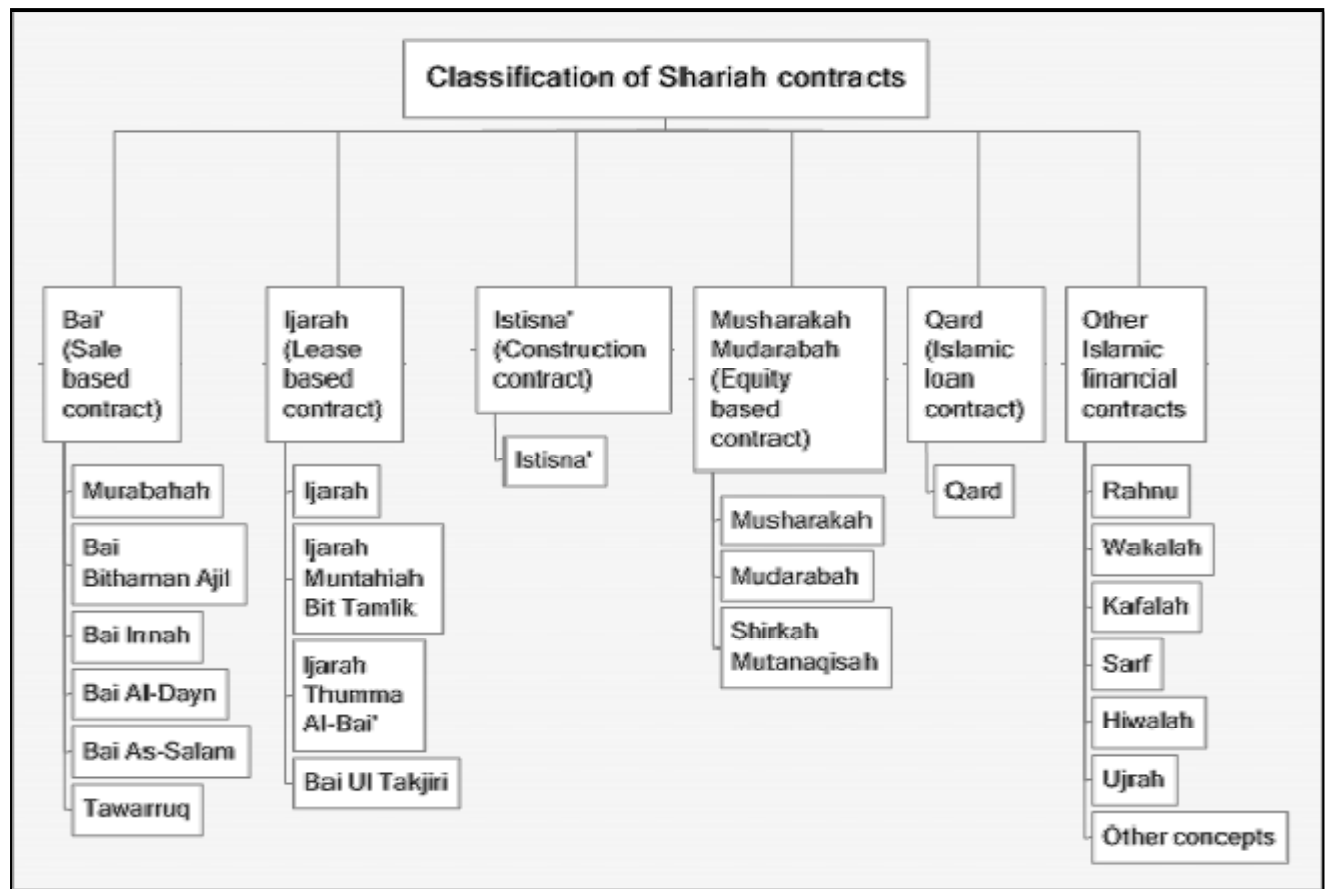 Classification of Shariah contracts
Bai'
(Sale
based
contract)
Murabahah
Bai
Bithaman Ajil
Bai Innah
Bai Al-Dayn
Bai As-Salam
Tawarruq
Ijarah
(Lease
based
contract)
Ijarah
Ijarah
Muntahiah
Bit Tamlik
Ijarah
Thumma
Al-Bai'
Bai Ul Takjiri
Istisna'
(Construction
contract)
Istisna'
Musharakah
Mudarabah
(Equity
based
contract)
Musharakah
Mudarabah
Shirkah
Mutanaqisah
Qard
(Islamic
loan
contract)
Qard
Other
Islamic
financial
contracts
Rahnu
Wakalah
Kafalah
Sarf
Hiwalah
Ujrah
Other concepts